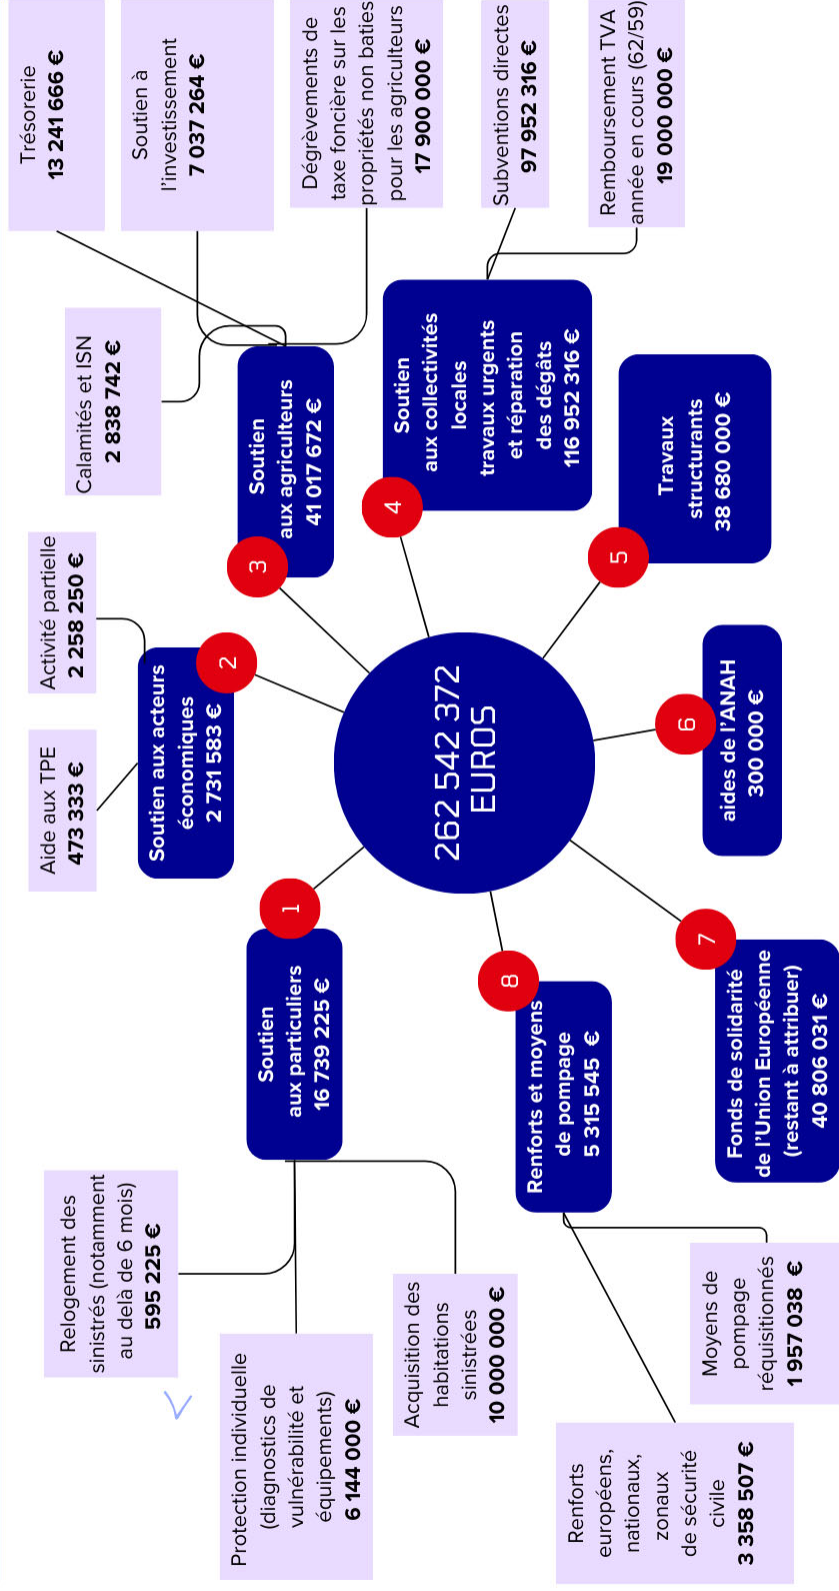 262 542 372
EUROS
1
Soutien
aux particuliers
16 739 225 €
Relogement des
sinistrés (notamment
au delà de 6 mois)
595 225 €
Protection individuelle
(diagnostics de
vulnérabilité et
équipements)
6 144 000 €
Acquisition des
habitations
sinistrées
10 000 000 €
2
Soutien aux acteurs
économiques
2 731 583 €
Aide aux TPE
473 333 €
Activité partielle
2 258 250 €
3
Soutien
aux agriculteurs
41 017 672 €
Calamités et ISN
2 838 742 €
Trésorerie
13 241 666 €
Soutien à
l'investissement
7 037 264 €
Dégrèvements de
taxe foncière sur les
propriétés non baties
pour les agriculteurs
17 900 000 €
4
Soutien
aux collectivités
locales
travaux urgents
et réparation
des dégâts
116 952 316 €
Subventions directes
97 952 316 €
Remboursement TVA
année en cours (62/59)
19 000 000 €
5
Travaux
structurants
38 680 000 €
6
aides de l'ANAH
300 000 €
7
Fonds de solidarité
de l'Union Européenne
(restant à attribuer)
40 806 031 €
8
Renforts et moyens
de pompage
5 315 545 €
Renforts
européens,
nationaux,
zonaux
de sécurité
civile
3 358 507 €
Moyens de
pompage
réquisitionnés
1 957 038 €